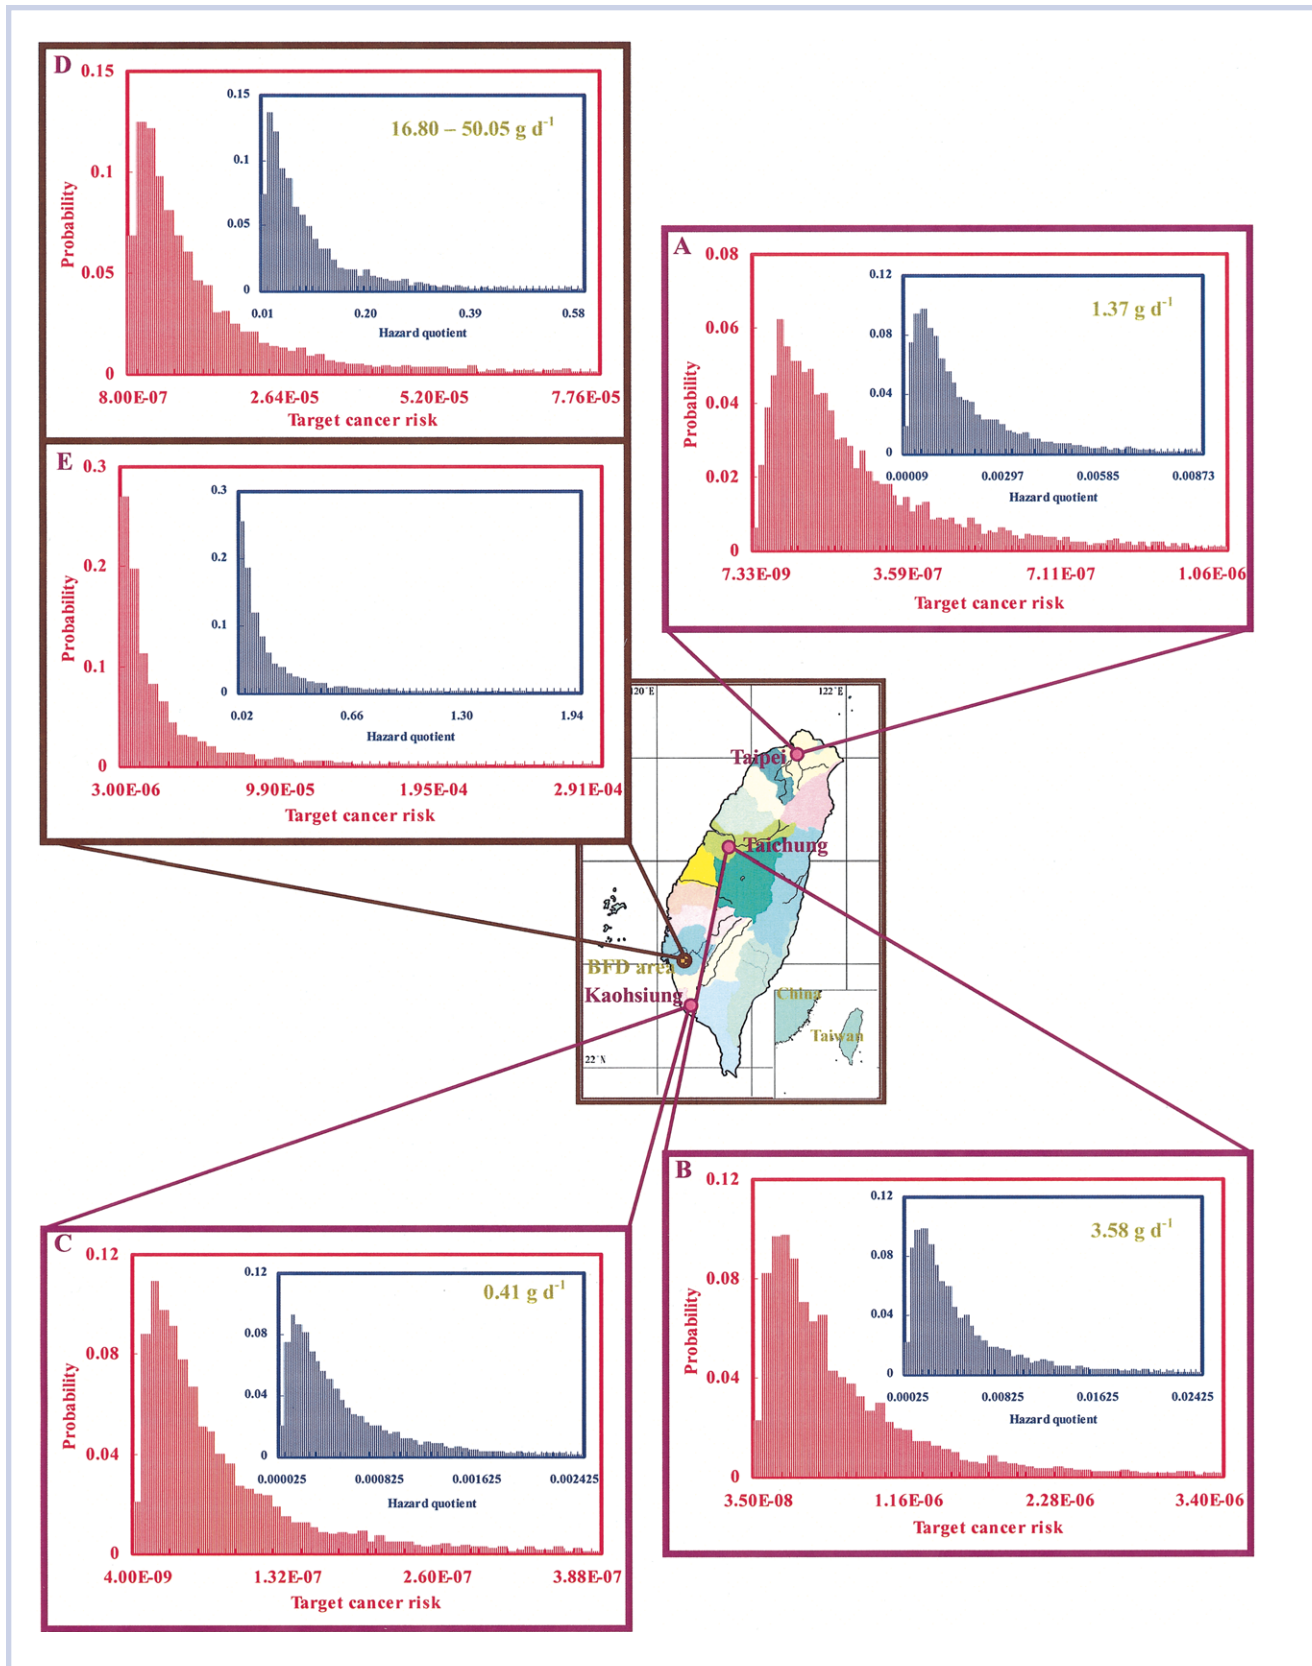 D
0.15
0.1
0.05
0
Probability
8.00E-07 2.64E-05 5.20E-05 7.76E-05
Target cancer risk
0.15
0.1
0.05
0
16.80 – 50.05 g d⁻¹
0.01 0.20 0.39 0.58
Hazard quotient
A
0.08
0.06
0.04
0.02
0
Probability
7.33E-09 3.59E-07 7.11E-07 1.06E-06
Target cancer risk
0.12
0.08
0.04
0
1.37 g d⁻¹
0.00009 0.00297 0.00585 0.00873
Hazard quotient
E
0.3
0.2
0.1
0
Probability
3.00E-06 9.90E-05 1.95E-04 2.91E-04
Target cancer risk
0.3
0.2
0.1
0
0.02 0.66 1.30 1.94
Hazard quotient
120°E 122°E
Taipei
Taichung
BFD area
Kaohsiung
China
Taiwan
22°N
C
0.12
0.08
0.04
0
Probability
4.00E-09 1.32E-07 2.60E-07 3.88E-07
Target cancer risk
0.12
0.08
0.04
0
0.41 g d⁻¹
0.000025 0.000825 0.001625 0.002425
Hazard quotient
B
0.12
0.08
0.04
0
Probability
3.50E-08 1.16E-06 2.28E-06 3.40E-06
Target cancer risk
0.12
0.08
0.04
0
3.58 g d⁻¹
0.00025 0.00825 0.01625 0.02425
Hazard quotient